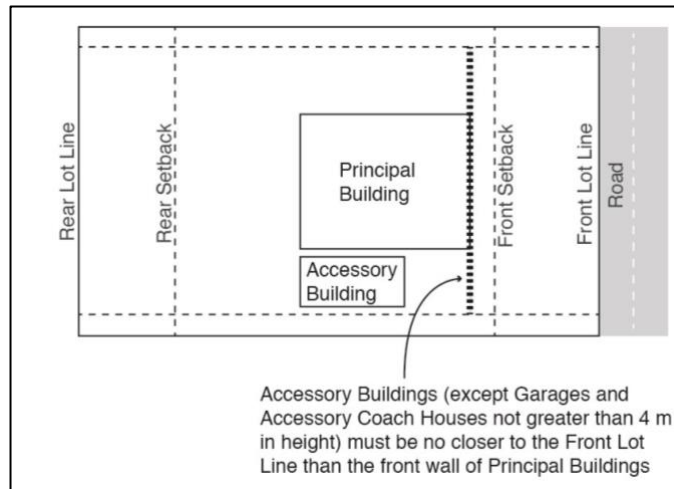 Rear Lot Line
Rear Setback
Principal
Building
Accessory
Building
Front Setback
Front Lot Line
Road
Accessory Buildings (except Garages and
Accessory Coach Houses not greater than 4 m
in height) must be no closer to the Front Lot
Line than the front wall of Principal Buildings